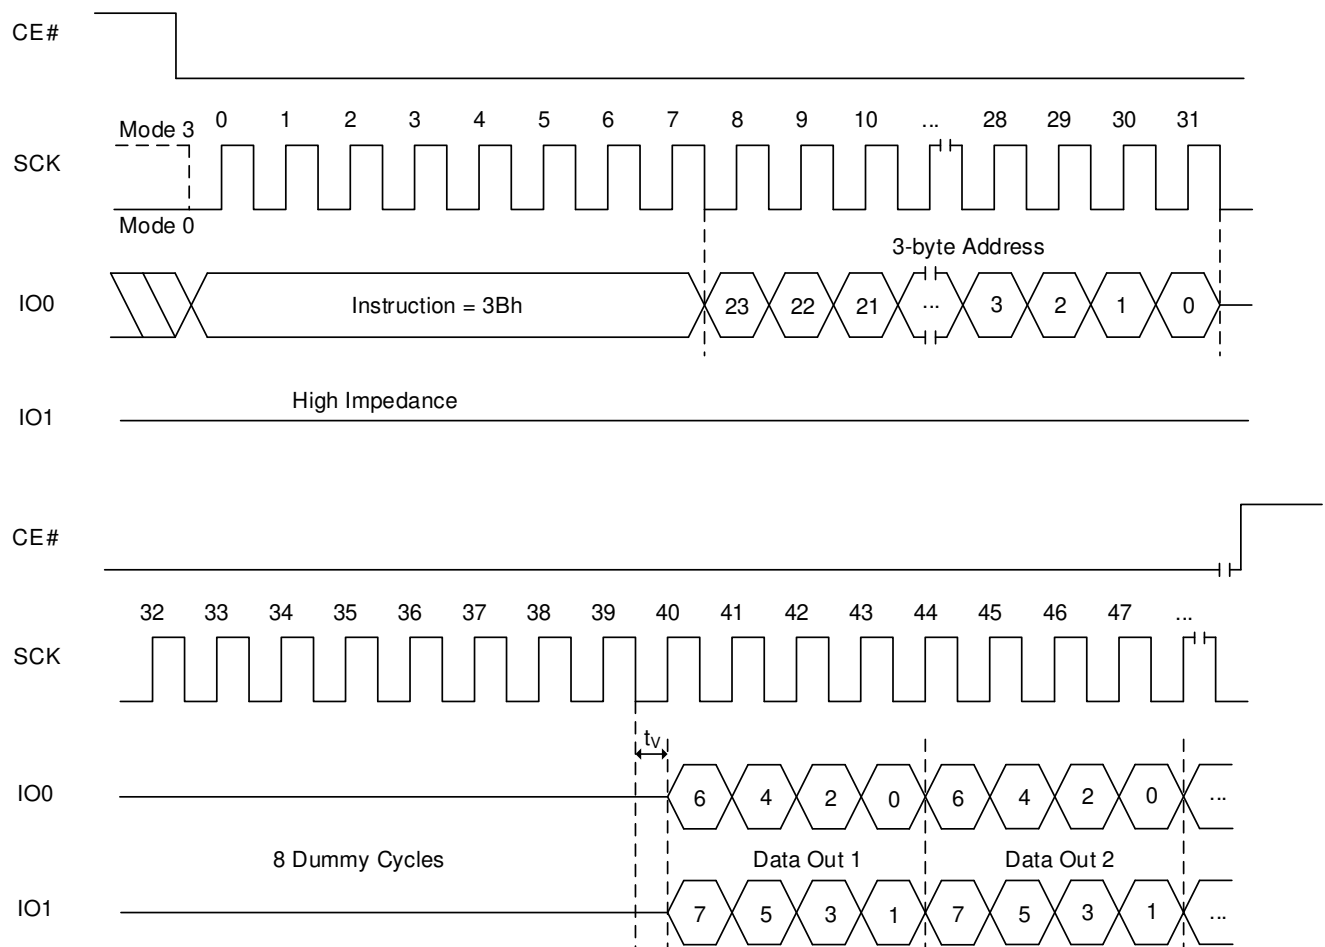 CE#
Mode 3 0 1 2 3 4 5 6 7 8 9 10 ... 28 29 30 31
SCK
Mode 0
3-byte Address
IO0 Instruction = 3Bh 23 22 21 ... 3 2 1 0
High Impedance
IO1
CE#
32 33 34 35 36 37 38 39 40 41 42 43 44 45 46 47 ...
SCK
tV
IO0 6 4 2 0 6 4 2 0 ...
8 Dummy Cycles Data Out 1 Data Out 2
IO1 7 5 3 1 7 5 3 1 ...